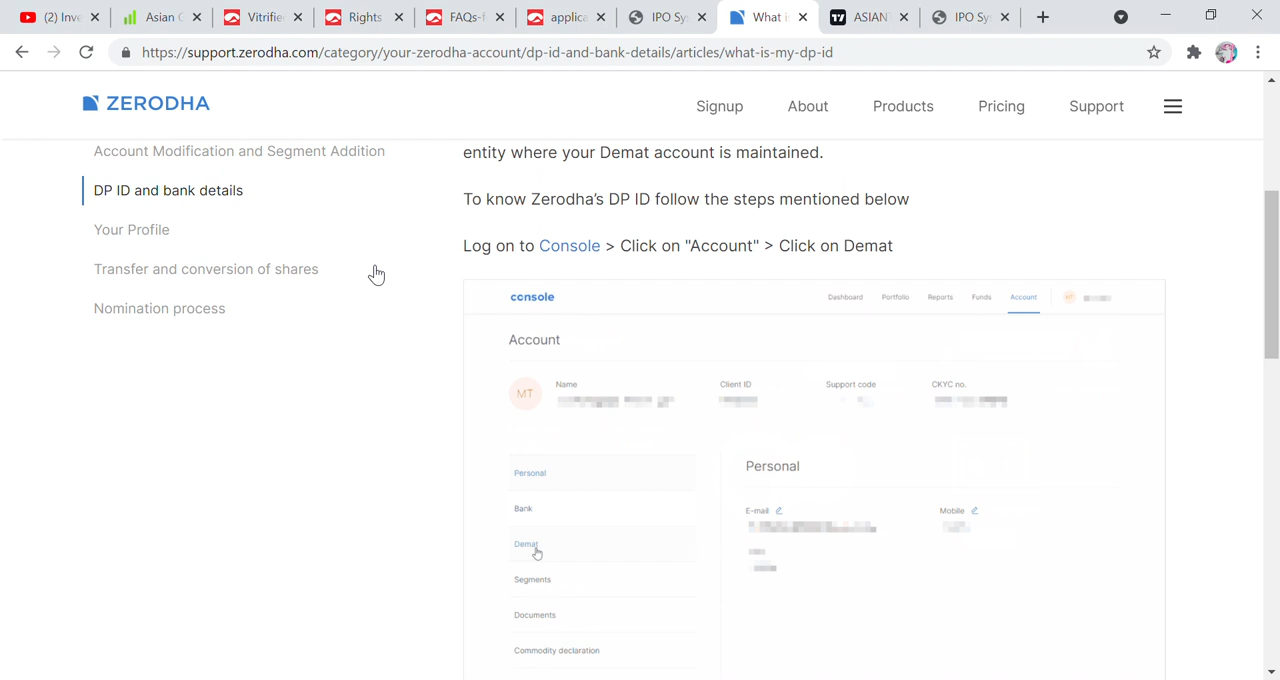 (2) Inve
Asian G
Vitrifie
Rights
FAQs-f
applica
IPO Sy
What i
ASIANT
IPO Sy
https://support.zerodha.com/category/your-zerodha-account/dp-id-and-bank-details/articles/what-is-my-dp-id
ZERODHA
Signup
About
Products
Pricing
Support
Account Modification and Segment Addition
DP ID and bank details
Your Profile
Transfer and conversion of shares
Nomination process
entity where your Demat account is maintained.
To know Zerodha's DP ID follow the steps mentioned below
Log on to Console > Click on "Account" > Click on Demat
console
Dashboard
Portfolio
Reports
Funds
Account
MT
Account
MT
Name
Client ID
Support code
CKYC no.
Personal
Bank
Demat
Segments
Documents
Commodity declaration
Personal
E-mail
Mobile